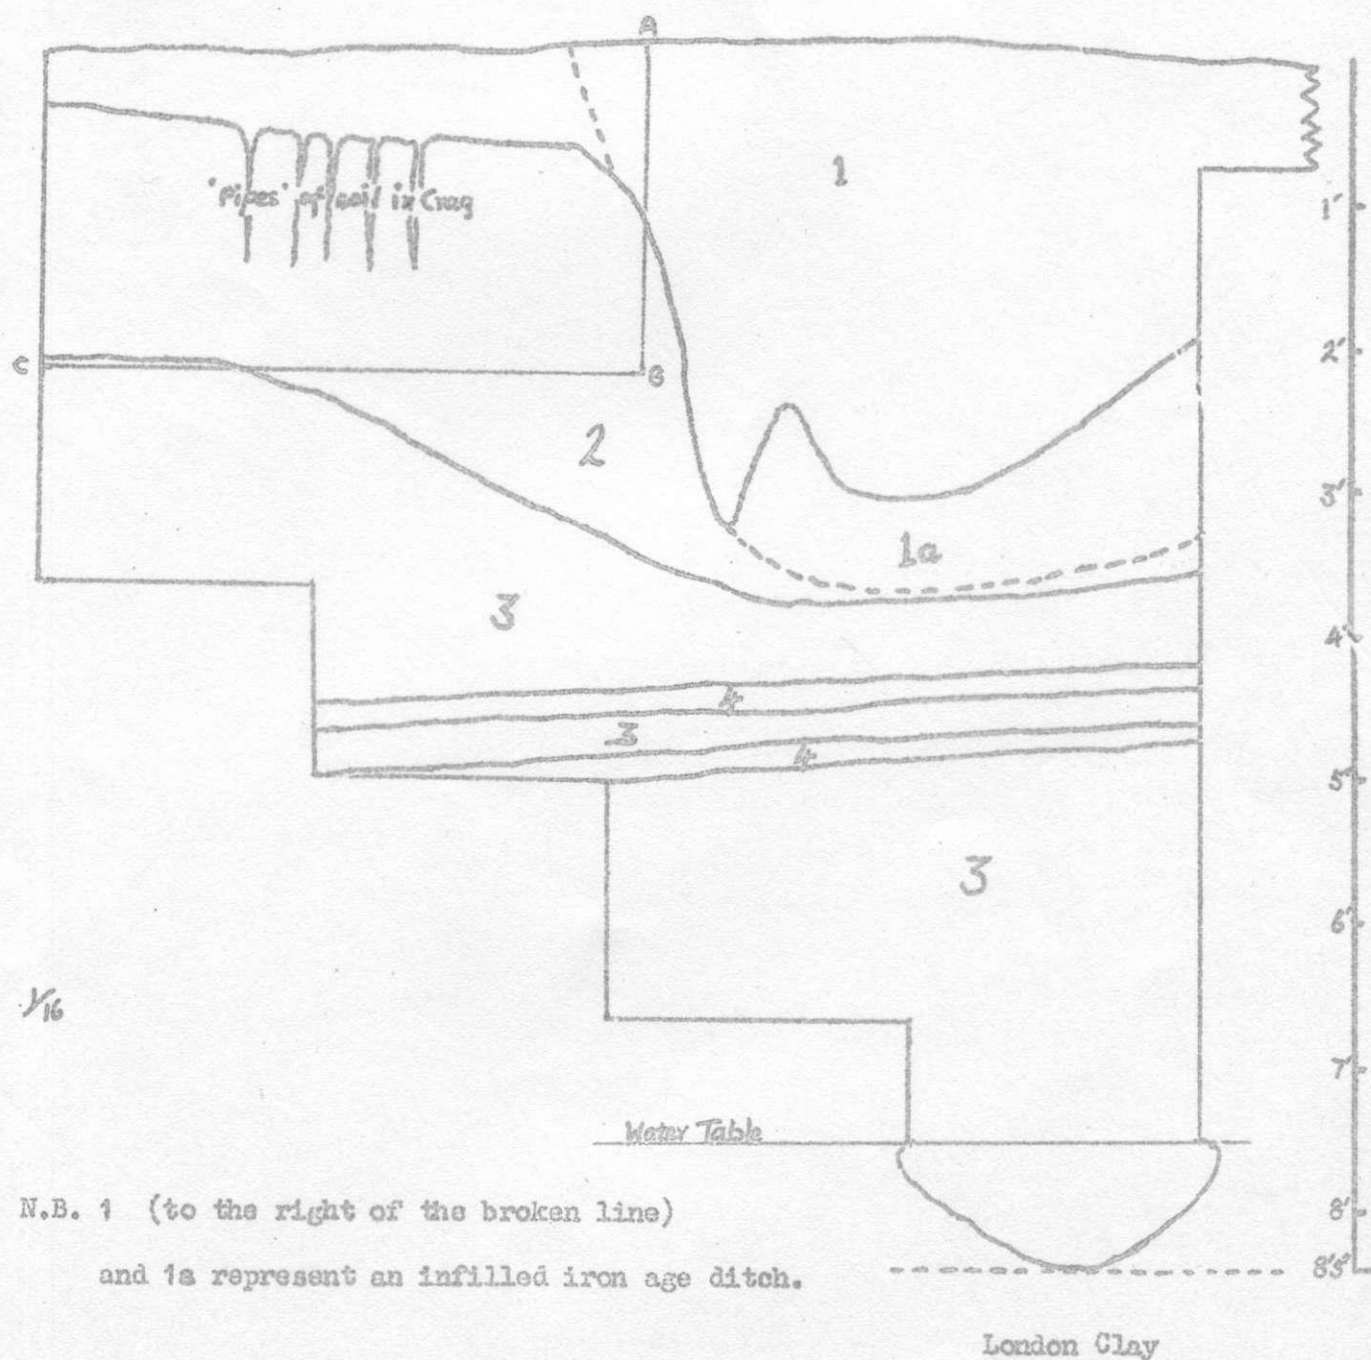 A
1
'Pipes' of soil in Crag
1'
2'
C
B
2
3'
1a
3
4'
4
3
4
5'
3
6'
1/16
7'
Water Table
N.B. 1 (to the right of the broken line)
8'
and 1a represent an infilled iron age ditch.
8'5"
London Clay